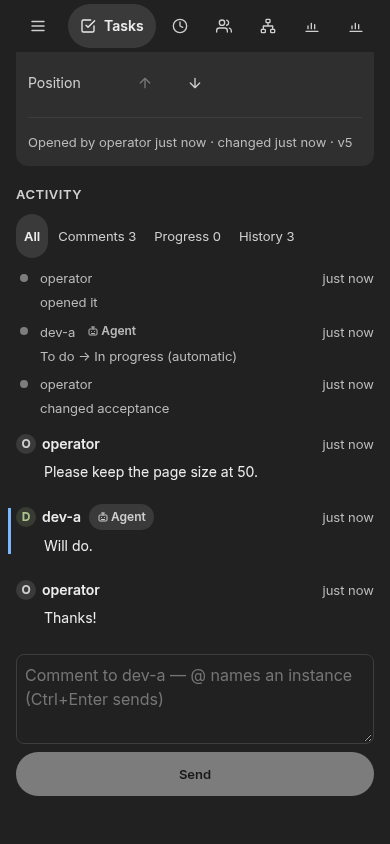 Tasks
Position
Opened by operator just now · changed just now · v5
ACTIVITY
All Comments 3 Progress 0 History 3
operator just now
opened it
dev-a Agent just now
To do → In progress (automatic)
operator just now
changed acceptance
O operator just now
Please keep the page size at 50.
D dev-a Agent just now
Will do.
O operator just now
Thanks!
Comment to dev-a — @ names an instance
(Ctrl+Enter sends)
Send